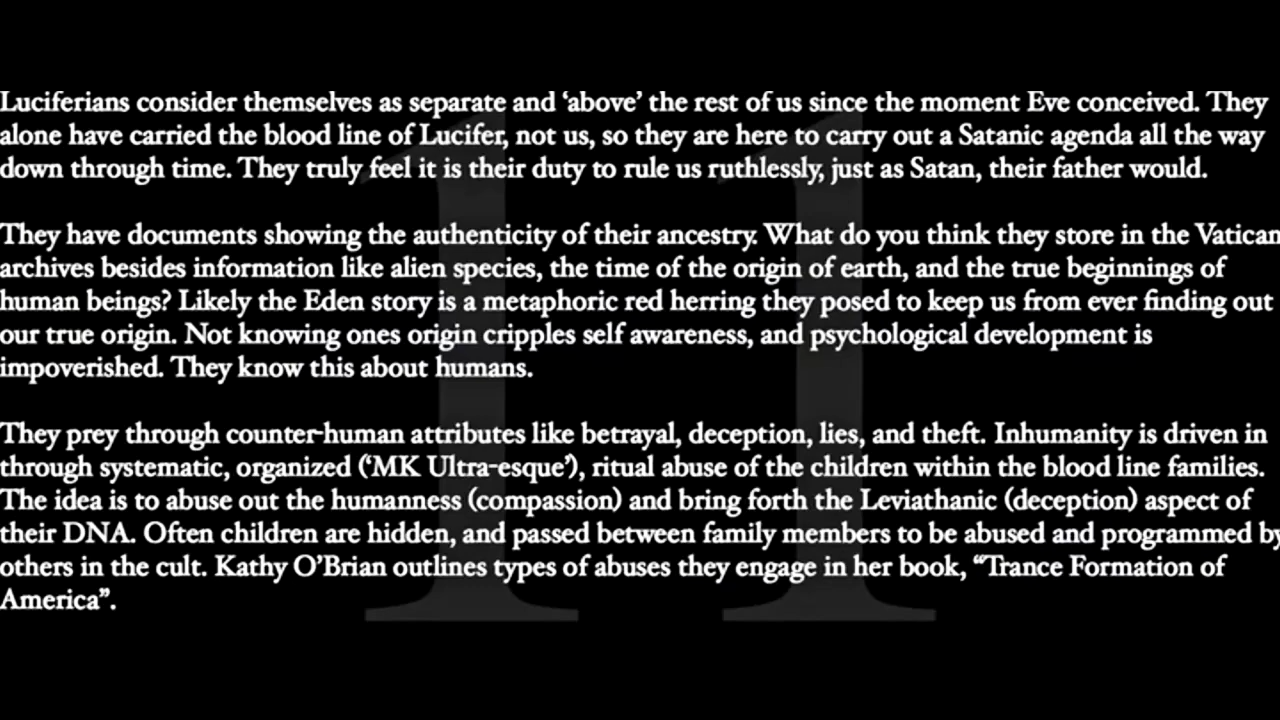 Luciferians consider themselves as separate and ‘above’ the rest of us since the moment Eve conceived. They
alone have carried the blood line of Lucifer, not us, so they are here to carry out a Satanic agenda all the way
down through time. They truly feel it is their duty to rule us ruthlessly, just as Satan, their father would.
They have documents showing the authenticity of their ancestry. What do you think they store in the Vatican
archives besides information like alien species, the time of the origin of earth, and the true beginnings of
human beings? Likely the Eden story is a metaphoric red herring they posed to keep us from ever finding out
our true origin. Not knowing ones origin cripples self awareness, and psychological development is
impoverished. They know this about humans.
They prey through counter-human attributes like betrayal, deception, lies, and theft. Inhumanity is driven in
through systematic, organized (‘MK Ultra-esque’), ritual abuse of the children within the blood line families.
The idea is to abuse out the humanness (compassion) and bring forth the Leviathanic (deception) aspect of
their DNA. Often children are hidden, and passed between family members to be abused and programmed by
others in the cult. Kathy O’Brian outlines types of abuses they engage in her book, “Trance Formation of
America”.
11